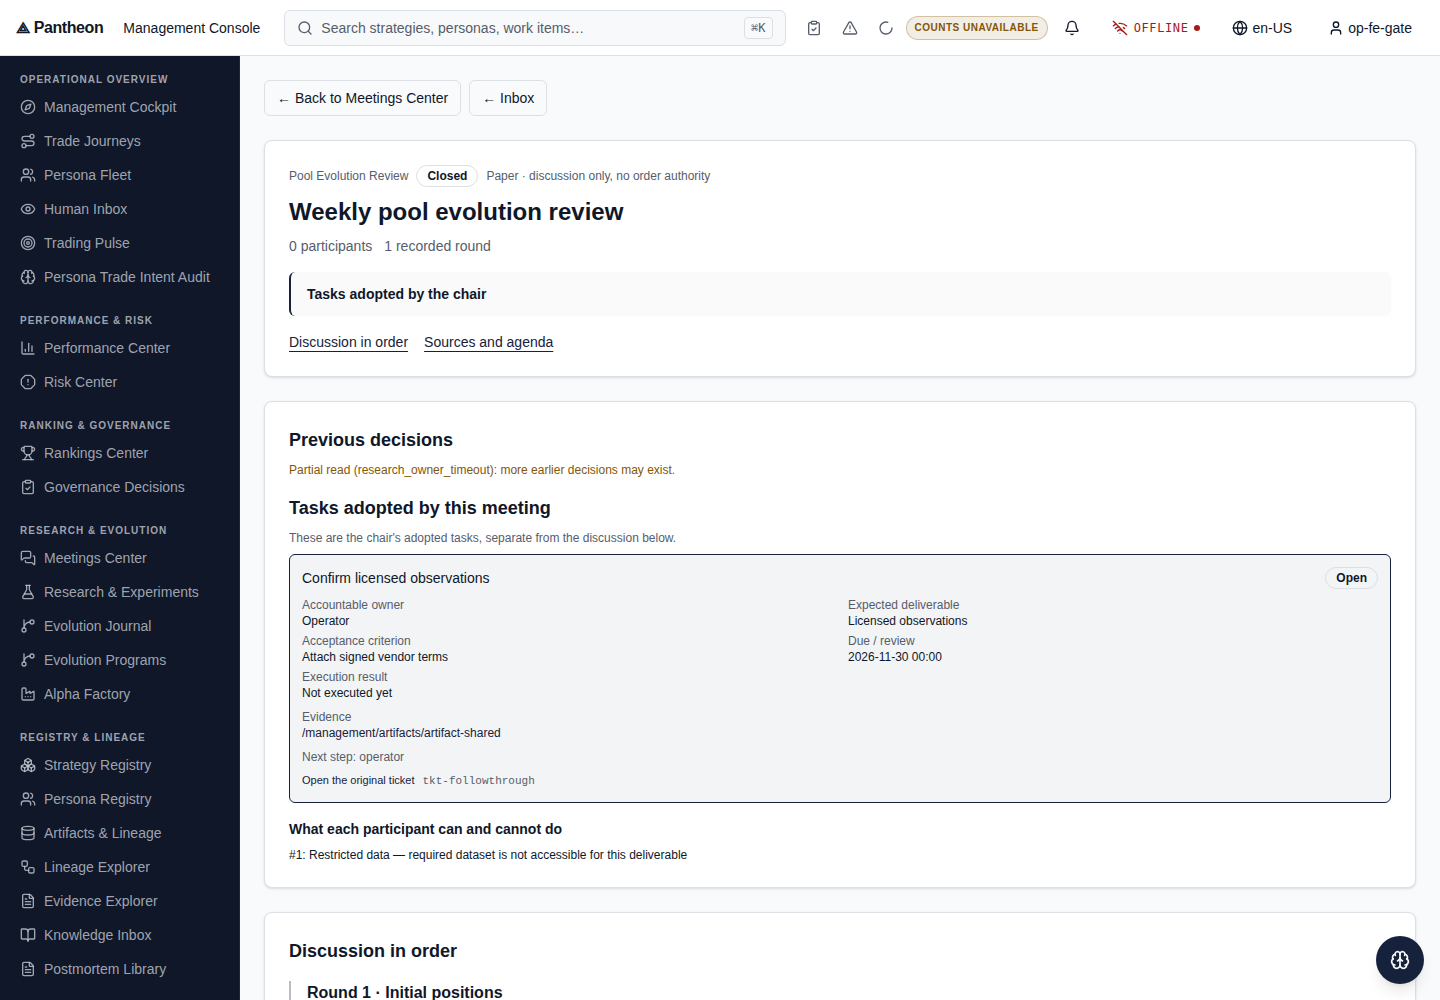 Pantheon Management Console
Search strategies, personas, work items… ⌘K
COUNTS UNAVAILABLE
OFFLINE
en-US
op-fe-gate
OPERATIONAL OVERVIEW
Management Cockpit
Trade Journeys
Persona Fleet
Human Inbox
Trading Pulse
Persona Trade Intent Audit
PERFORMANCE & RISK
Performance Center
Risk Center
RANKING & GOVERNANCE
Rankings Center
Governance Decisions
RESEARCH & EVOLUTION
Meetings Center
Research & Experiments
Evolution Journal
Evolution Programs
Alpha Factory
REGISTRY & LINEAGE
Strategy Registry
Persona Registry
Artifacts & Lineage
Lineage Explorer
Evidence Explorer
Knowledge Inbox
Postmortem Library
← Back to Meetings Center
← Inbox
Pool Evolution Review Closed Paper · discussion only, no order authority
Weekly pool evolution review
0 participants 1 recorded round
Tasks adopted by the chair
Discussion in order Sources and agenda
Previous decisions
Partial read (research_owner_timeout): more earlier decisions may exist.
Tasks adopted by this meeting
These are the chair's adopted tasks, separate from the discussion below.
Confirm licensed observations Open
Accountable owner
Operator
Expected deliverable
Licensed observations
Acceptance criterion
Attach signed vendor terms
Due / review
2026-11-30 00:00
Execution result
Not executed yet
Evidence
/management/artifacts/artifact-shared
Next step: operator
Open the original ticket tkt-followthrough
What each participant can and cannot do
#1: Restricted data — required dataset is not accessible for this deliverable
Discussion in order
Round 1 · Initial positions